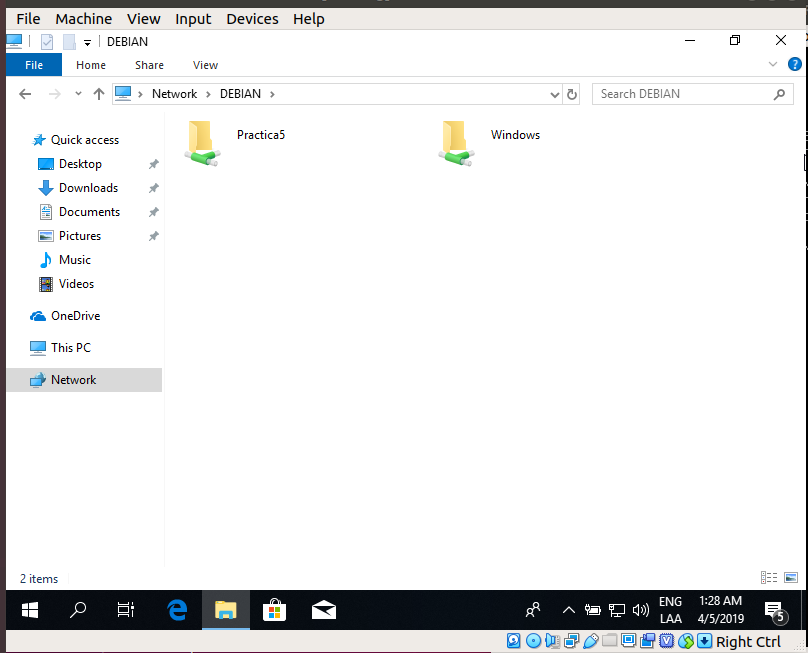 File Machine View Input Devices Help
DEBIAN
File Home Share View
Network DEBIAN
Search DEBIAN
Quick access
Desktop
Downloads
Documents
Pictures
Music
Videos
OneDrive
This PC
Network
Practica5
Windows
2 items
ENG
LAA
1:28 AM
4/5/2019
5
Right Ctrl